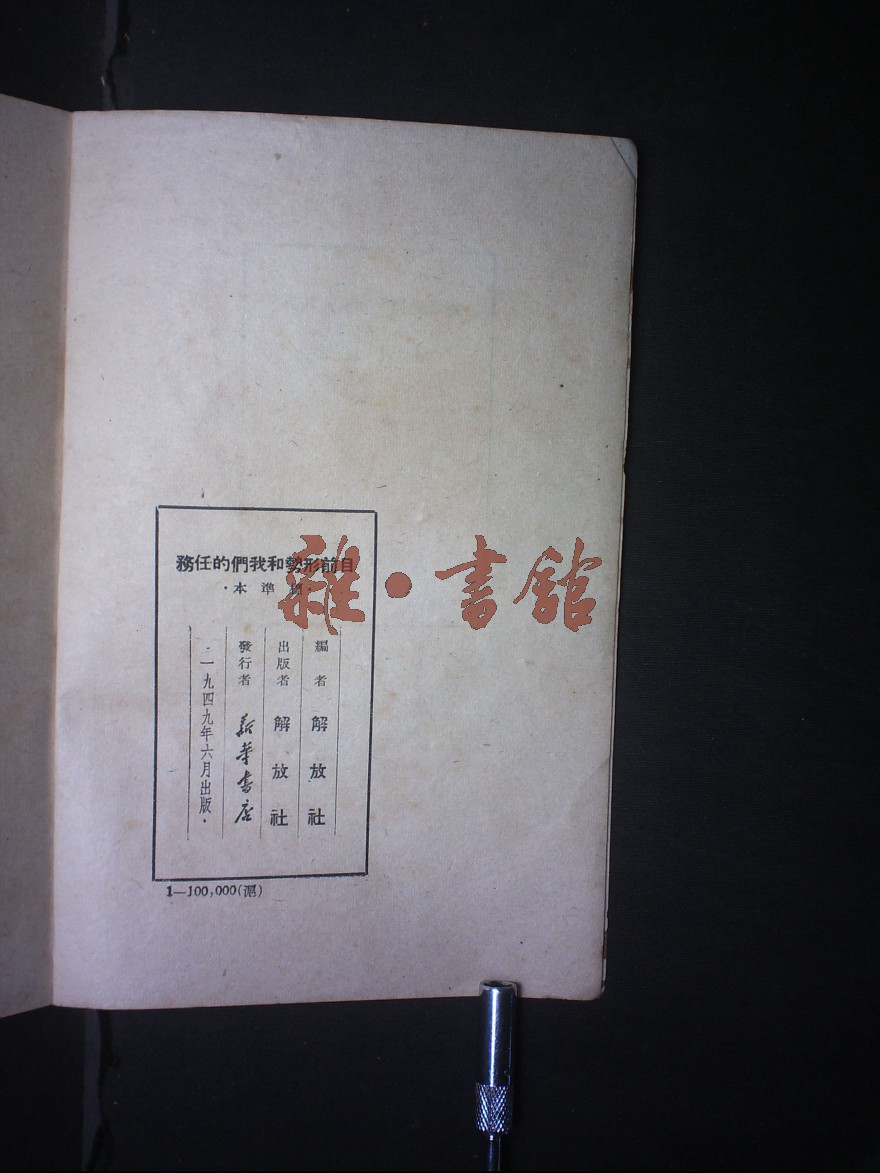 目前形勢和我們的任務
標準本·
編者 解放社
出版者 解放社
發行者 新華書店
·一九四九年六月出版·
1—100,000(滬)
雜·書館